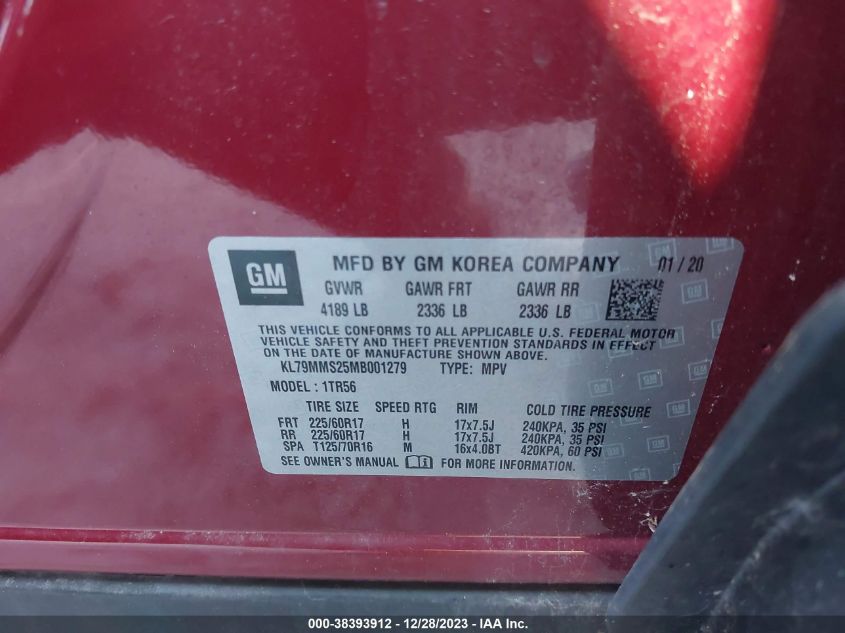 GM MFD BY GM KOREA COMPANY 01/20
GVWR GAWR FRT GAWR RR
4189 LB 2336 LB 2336 LB
THIS VEHICLE CONFORMS TO ALL APPLICABLE U.S. FEDERAL MOTOR
VEHICLE SAFETY AND THEFT PREVENTION STANDARDS IN EFFECT
ON THE DATE OF MANUFACTURE SHOWN ABOVE.
KL79MMS25MB001279 TYPE: MPV
MODEL: 1TR56
TIRE SIZE SPEED RTG RIM COLD TIRE PRESSURE
FRT 225/60R17 H 17x7.5J 240KPA, 35 PSI
RR 225/60R17 H 17x7.5J 240KPA, 35 PSI
SPA T125/70R16 M 16x4.0BT 420KPA, 60 PSI
SEE OWNER'S MANUAL FOR MORE INFORMATION.
000-38393912 - 12/28/2023 - IAA Inc.